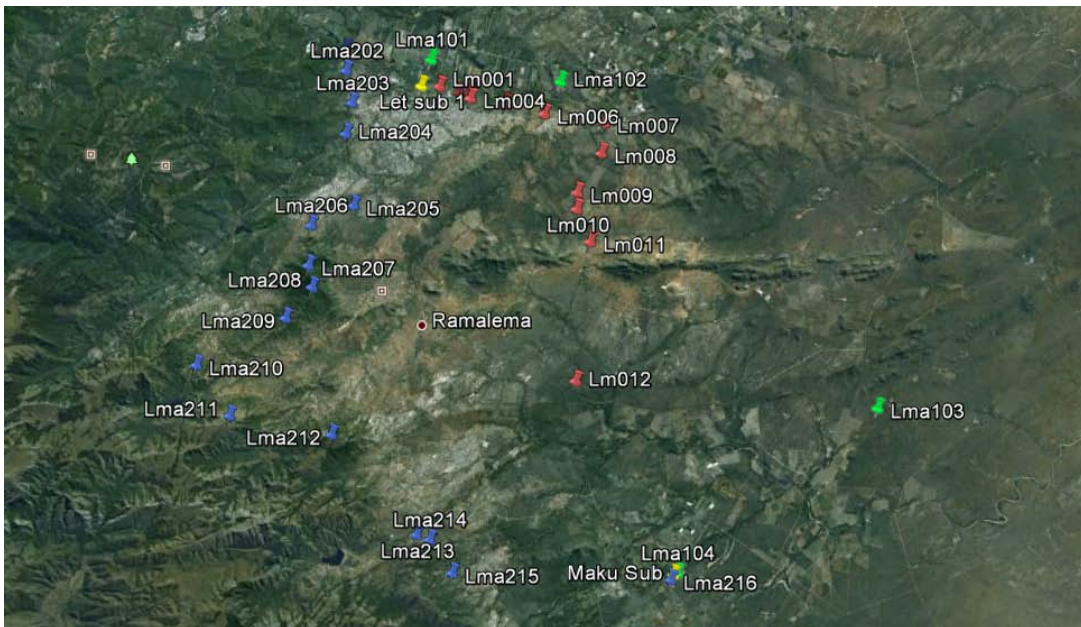 Lma101
Lma202
Lma203
Lm001
Lma102
Let sub 1
Lm004
Lm006
Lm007
Lma204
Lm008
Lm009
Lma206
Lma205
Lm010
Lm011
Lma207
Lma208
Lma209
Ramalema
Lma210
Lm012
Lma211
Lma103
Lma212
Lma214
Lma213
Lma104
Maku Sub
Lma215
Lma216